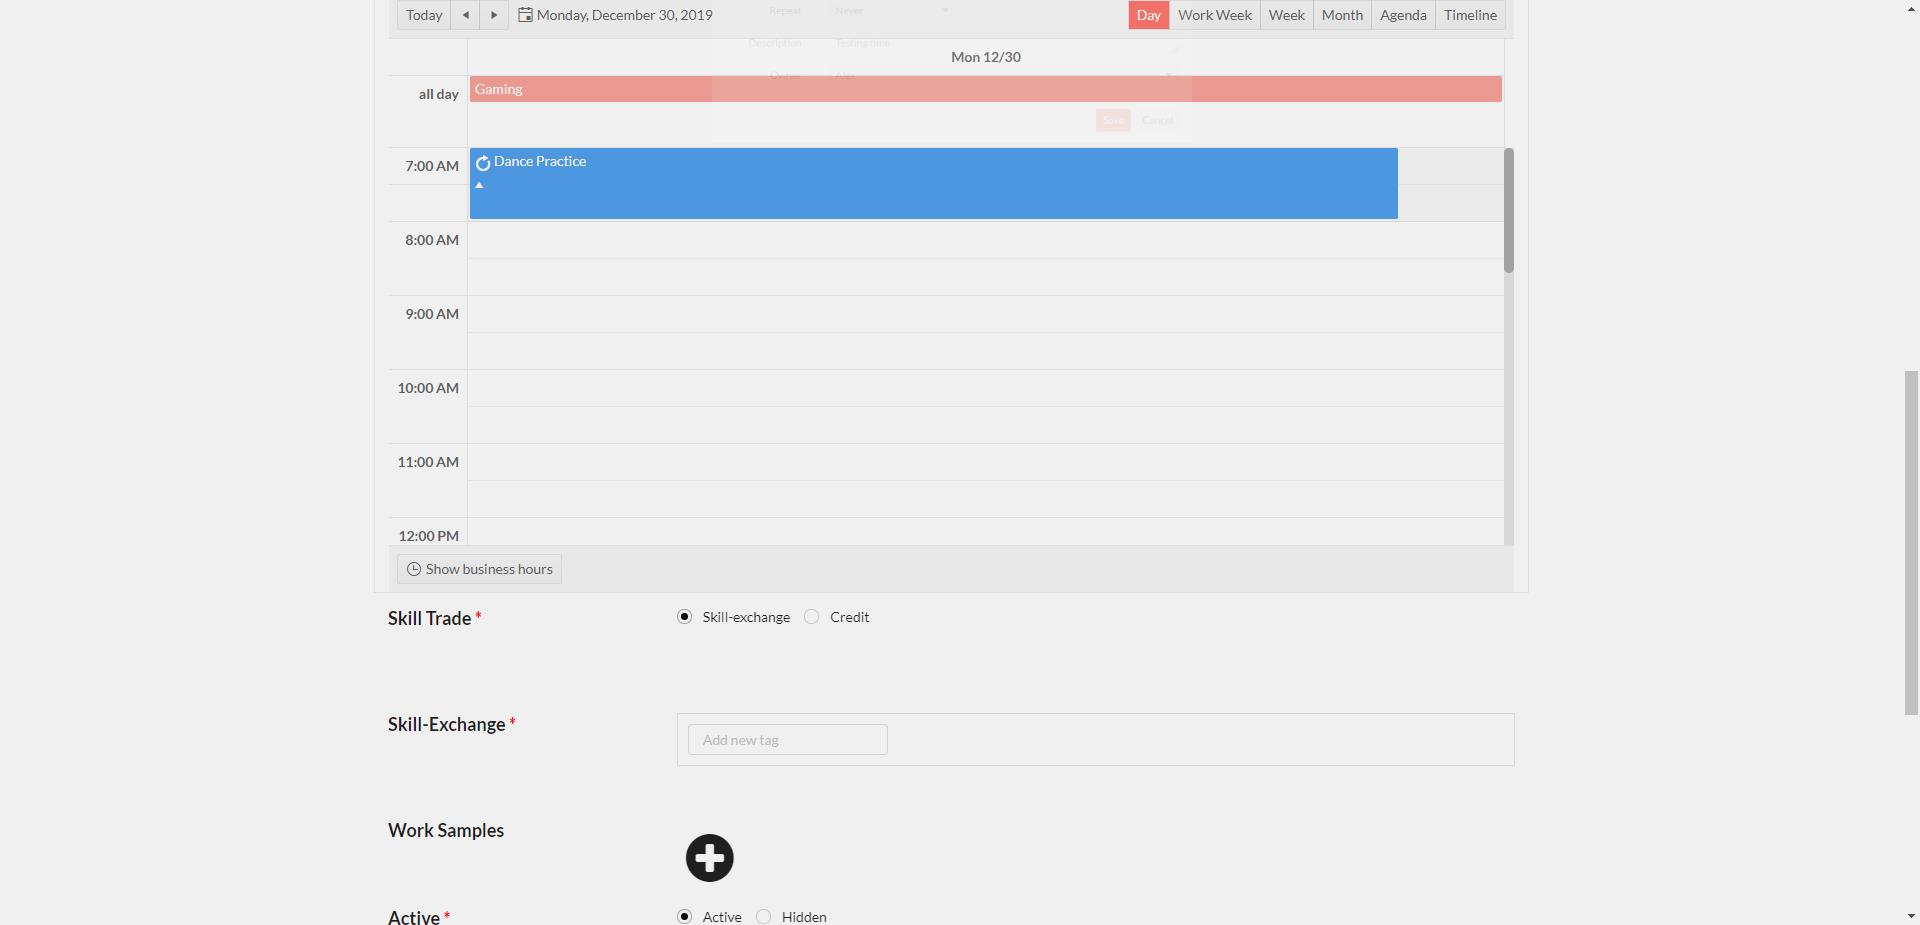 Today Monday, December 30, 2019 Day Work Week Week Month Agenda Timeline
Repeat Never
Description Testing time
Owner Alex
Mon 12/30
all day Gaming
Save Cancel
7:00 AM Dance Practice
8:00 AM
9:00 AM
10:00 AM
11:00 AM
12:00 PM
Show business hours
Skill Trade * Skill-exchange Credit
Skill-Exchange * Add new tag
Work Samples
Active * Active Hidden